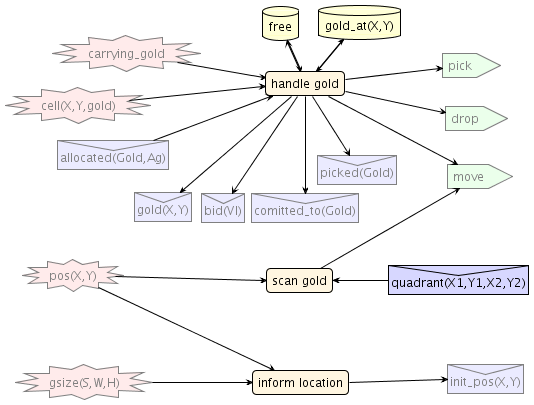 free
gold_at(X,Y)
carrying_gold
pick
handle gold
cell(X,Y,gold)
drop
allocated(Gold,Ag)
picked(Gold)
move
gold(X,Y)
bid(Vl)
comitted_to(Gold)
pos(X,Y)
scan gold
quadrant(X1,Y1,X2,Y2)
gsize(S,W,H)
inform location
init_pos(X,Y)